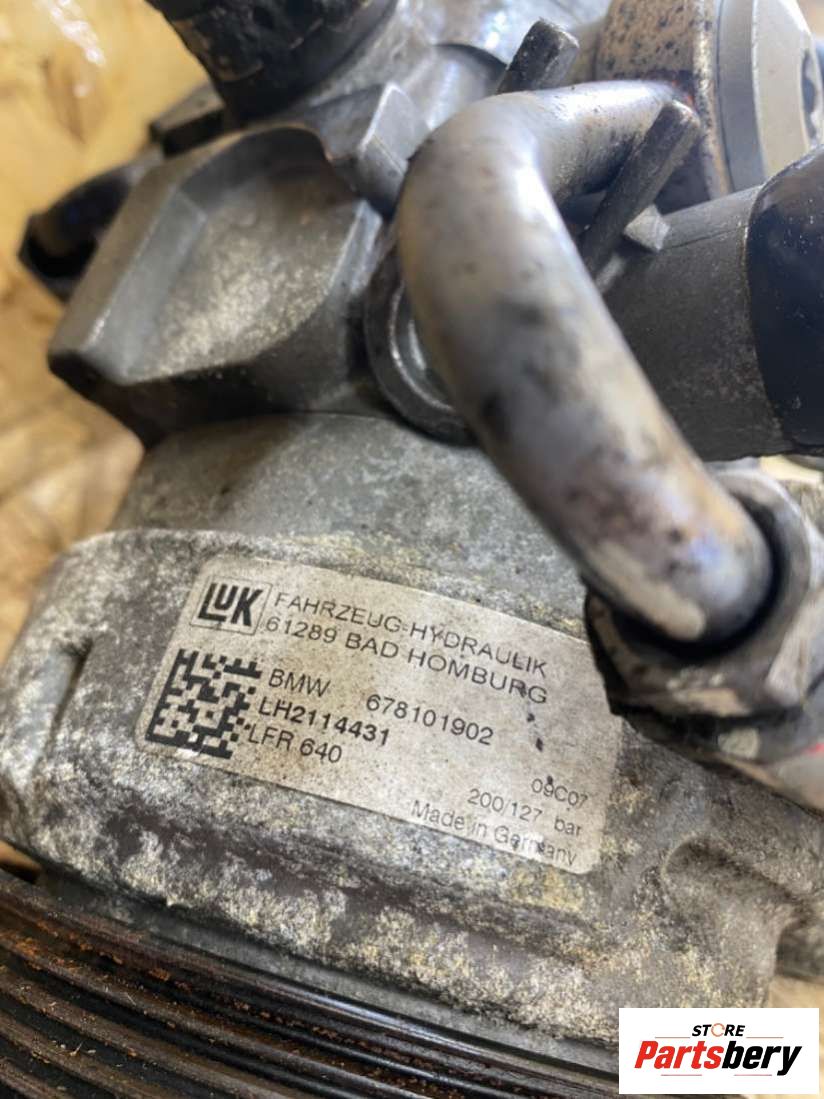 LUK
FAHRZEUG-HYDRAULIK
61289 BAD HOMBURG
BMW 678101902
LH2114431
LFR 640
09C07
200/127 bar
Made in Germany
STORE
Partsbery